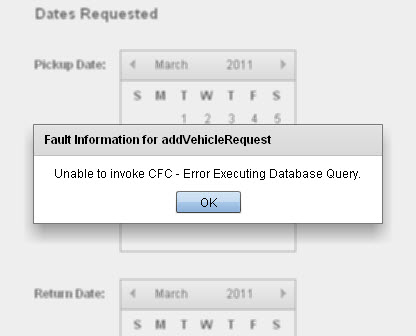 Dates Requested
Pickup Date:
March 2011
S M T W T F S
1 2 3 4 5
Fault Information for addVehicleRequest
Unable to invoke CFC - Error Executing Database Query.
OK
Return Date:
March 2011
S M T W T F S